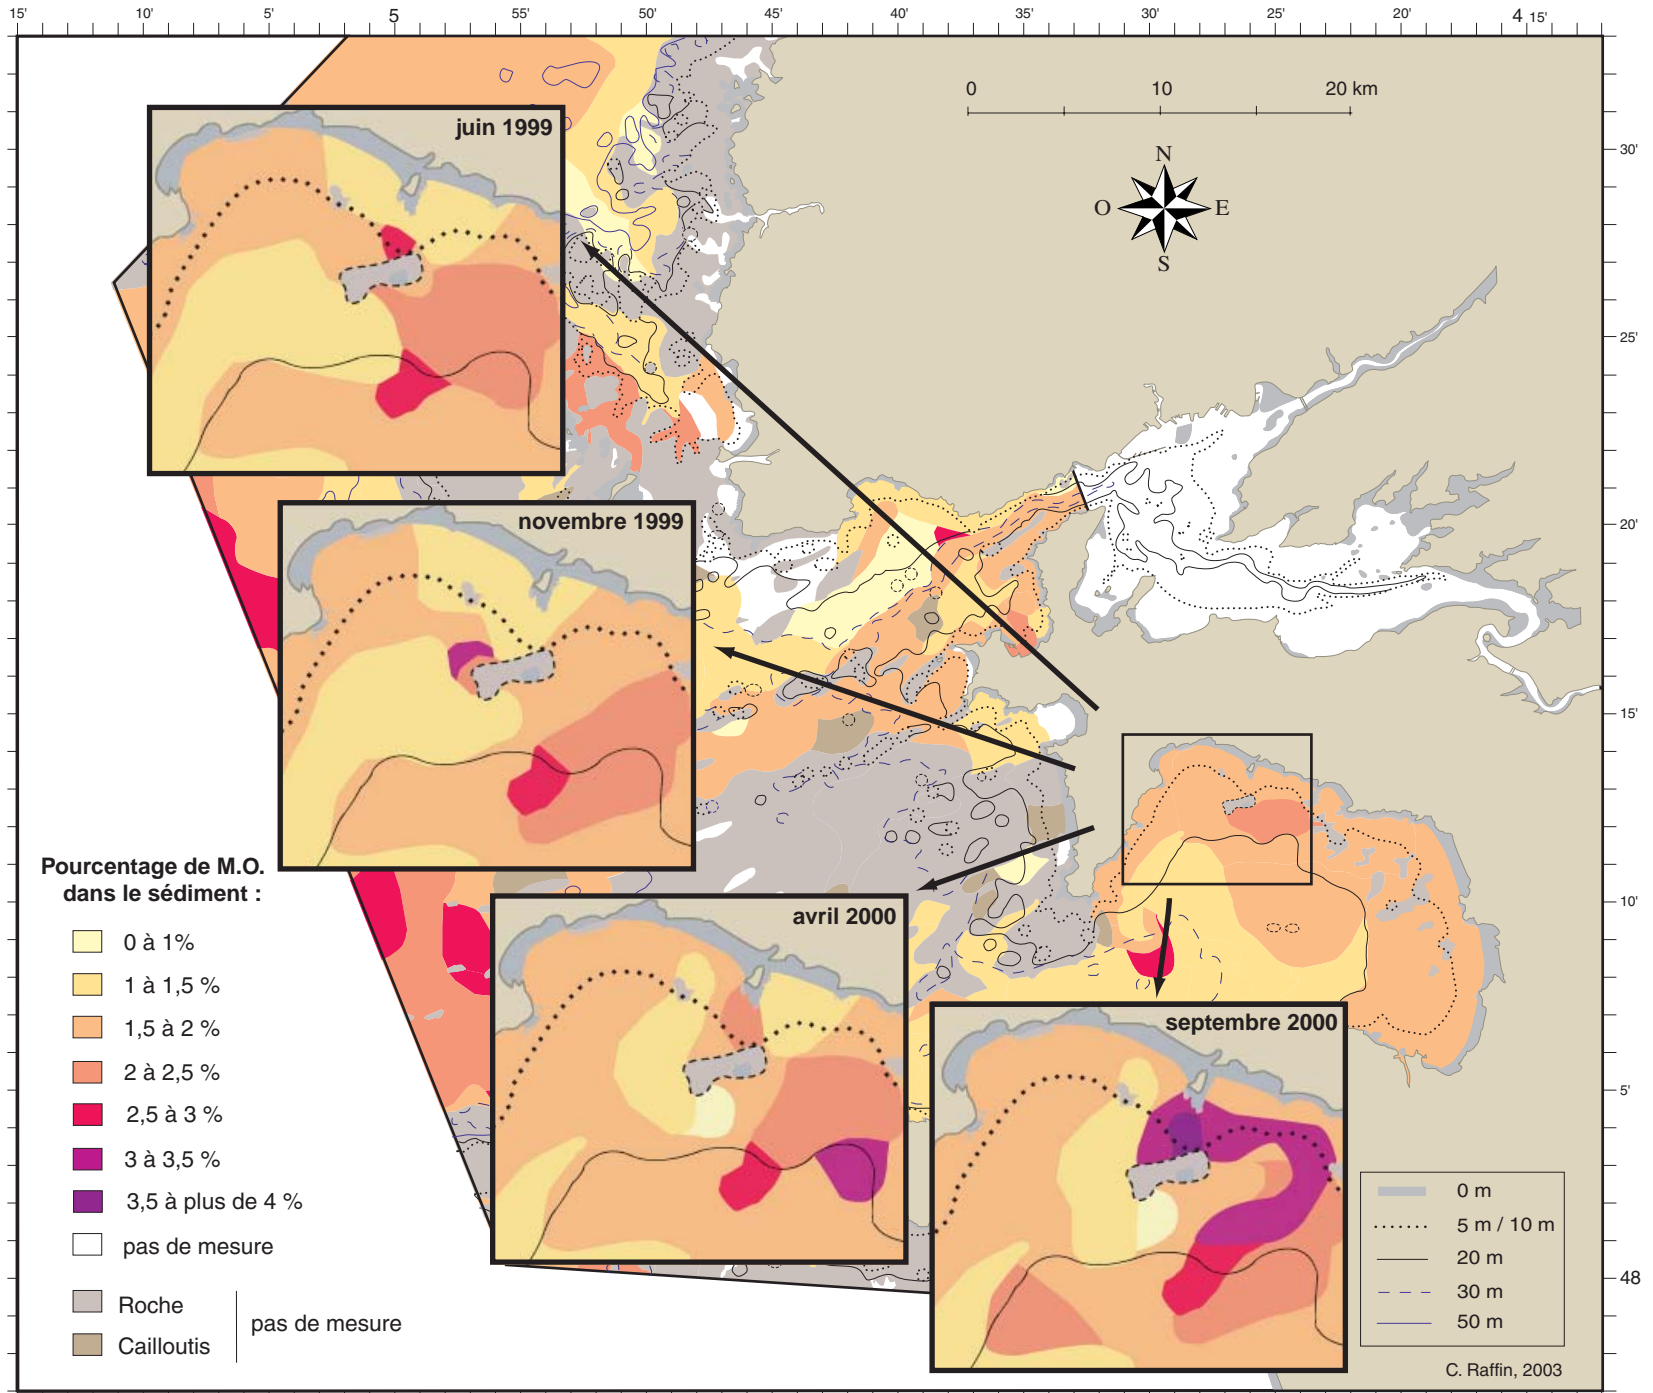 15' 10' 5' 5 55' 50' 45' 40' 35' 30' 25' 20' 4 15'
0 10 20 km
juin 1999
30'
N
O E
S
25'
novembre 1999
20'
15'
Pourcentage de M.O.
dans le sédiment :
0 à 1%
1 à 1,5 %
1,5 à 2 %
2 à 2,5 %
2,5 à 3 %
3 à 3,5 %
3,5 à plus de 4 %
pas de mesure
Roche
Cailloutis
pas de mesure
avril 2000
10'
septembre 2000
5'
0 m
5 m / 10 m
20 m
30 m
50 m
48
C. Raffin, 2003